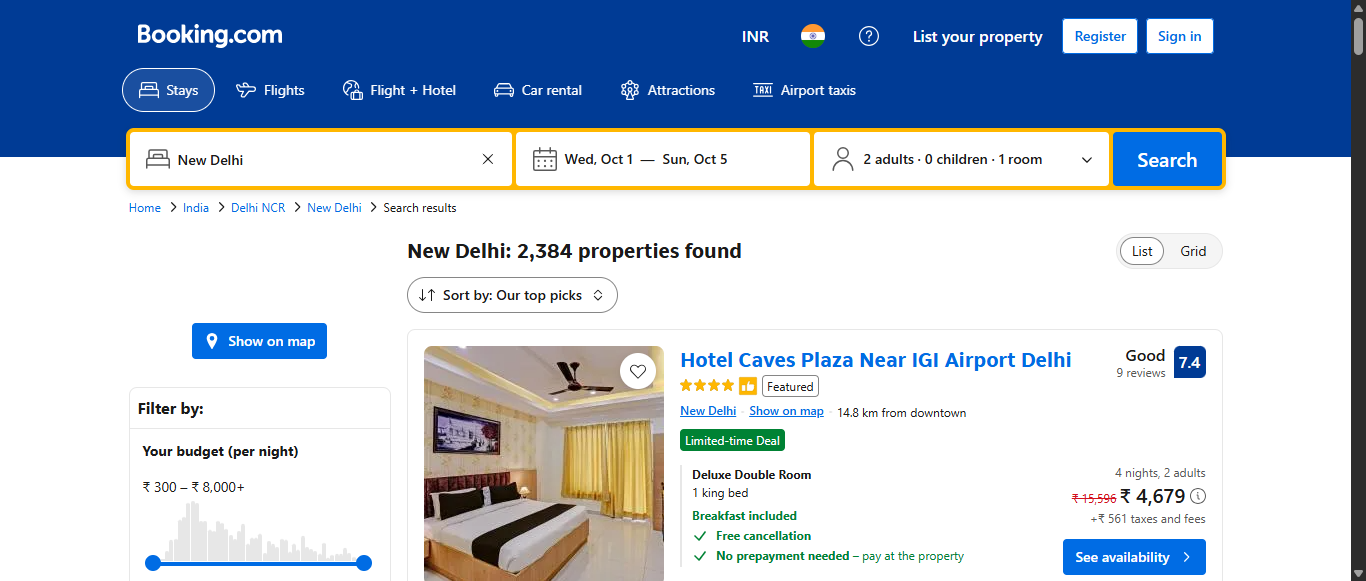 Booking.com
INR
List your property
Register
Sign in
Stays
Flights
Flight + Hotel
Car rental
TAXI Airport taxis
Attractions
New Delhi
Wed, Oct 1 — Sun, Oct 5
2 adults · 0 children · 1 room
Search
Home > India > Delhi NCR > New Delhi > Search results
New Delhi: 2,384 properties found
List
Grid
Sort by: Our top picks
Show on map
Filter by:
Your budget (per night)
₹ 300 – ₹ 8,000+
Hotel Caves Plaza Near IGI Airport Delhi
Featured
New Delhi · Show on map · 14.8 km from downtown
Limited-time Deal
Good
9 reviews
7.4
Deluxe Double Room
1 king bed
Breakfast included
Free cancellation
No prepayment needed – pay at the property
4 nights, 2 adults
₹ 15,596 ₹ 4,679
+₹ 561 taxes and fees
See availability